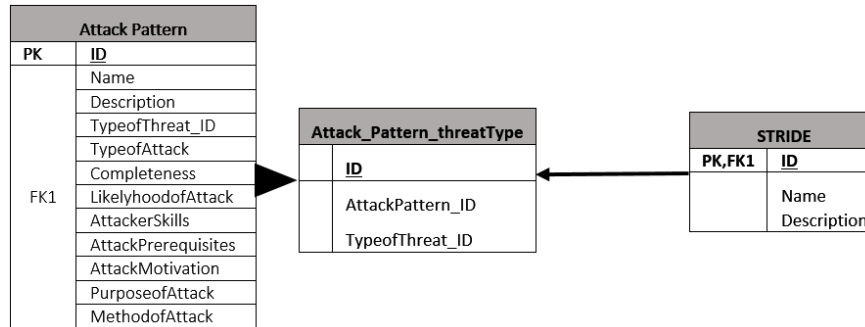 Attack Pattern
PK ID
Name
Description
TypeofThreat_ID
TypeofAttack
Completeness
FK1 LikelyhoodofAttack
AttackerSkills
AttackPrerequisites
AttackMotivation
PurposeofAttack
MethodofAttack
Attack_Pattern_threatType
ID
AttackPattern_ID
TypeofThreat_ID
STRIDE
PK,FK1 ID
Name
Description